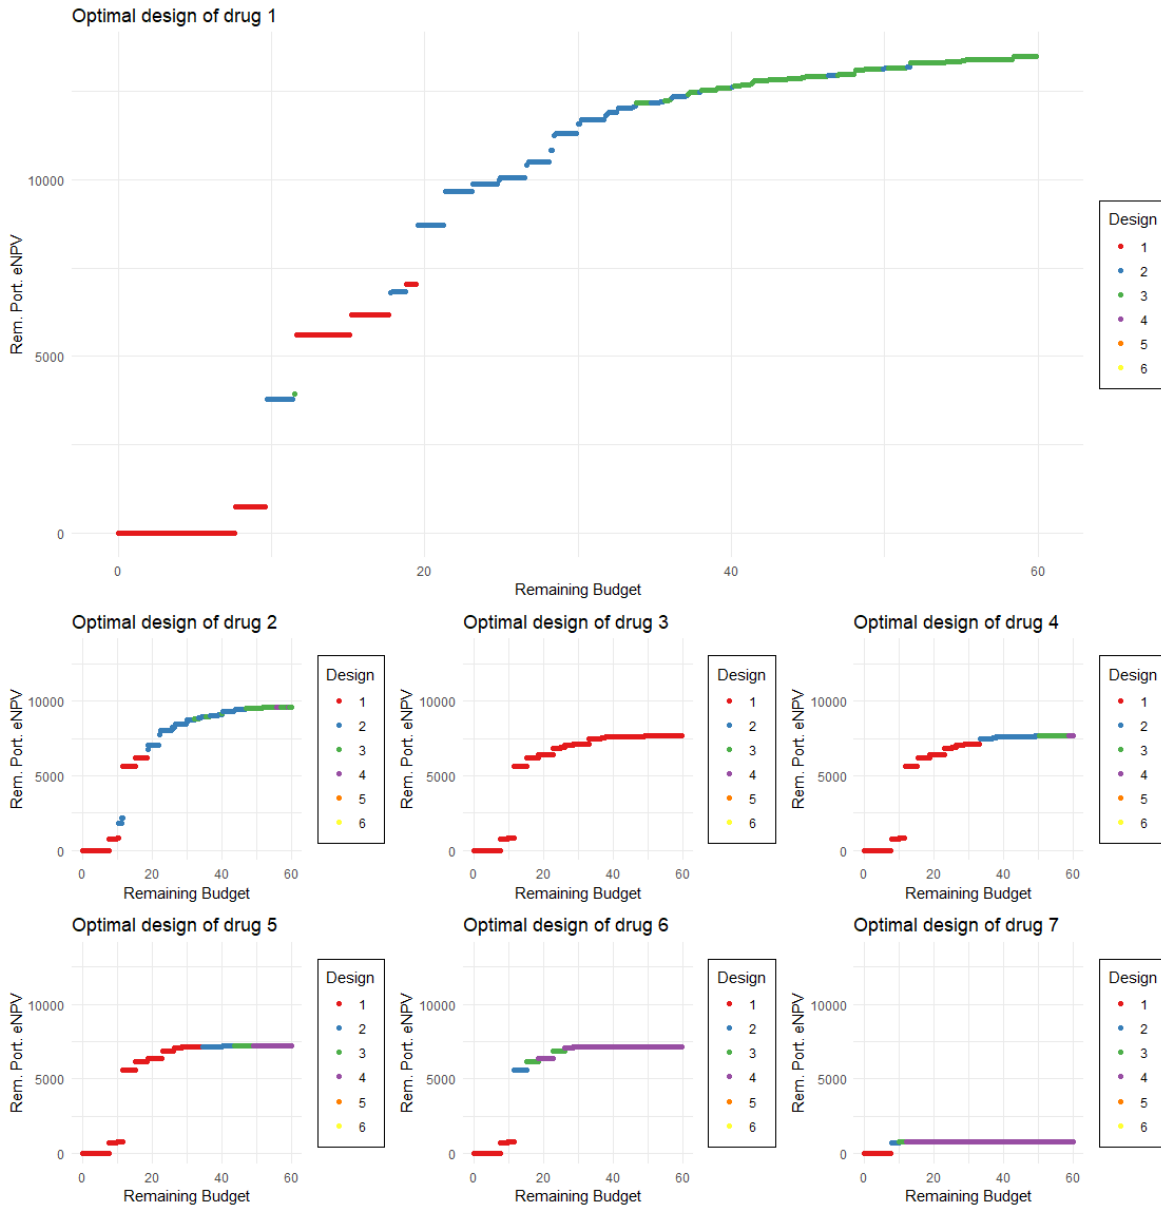 Optimal design of drug 1
Rem. Port. eNPV
10000
5000
0
0 20 40 60
Remaining Budget
Design
1
2
3
4
5
6
Optimal design of drug 2
Rem. Port. eNPV
10000
5000
0
0 20 40 60
Remaining Budget
Design
1
2
3
4
5
6
Optimal design of drug 3
Rem. Port. eNPV
10000
5000
0
0 20 40 60
Remaining Budget
Design
1
2
3
4
5
6
Optimal design of drug 4
Rem. Port. eNPV
10000
5000
0
0 20 40 60
Remaining Budget
Design
1
2
3
4
5
6
Optimal design of drug 5
Rem. Port. eNPV
10000
5000
0
0 20 40 60
Remaining Budget
Design
1
2
3
4
5
6
Optimal design of drug 6
Rem. Port. eNPV
10000
5000
0
0 20 40 60
Remaining Budget
Design
1
2
3
4
5
6
Optimal design of drug 7
Rem. Port. eNPV
10000
5000
0
0 20 40 60
Remaining Budget
Design
1
2
3
4
5
6